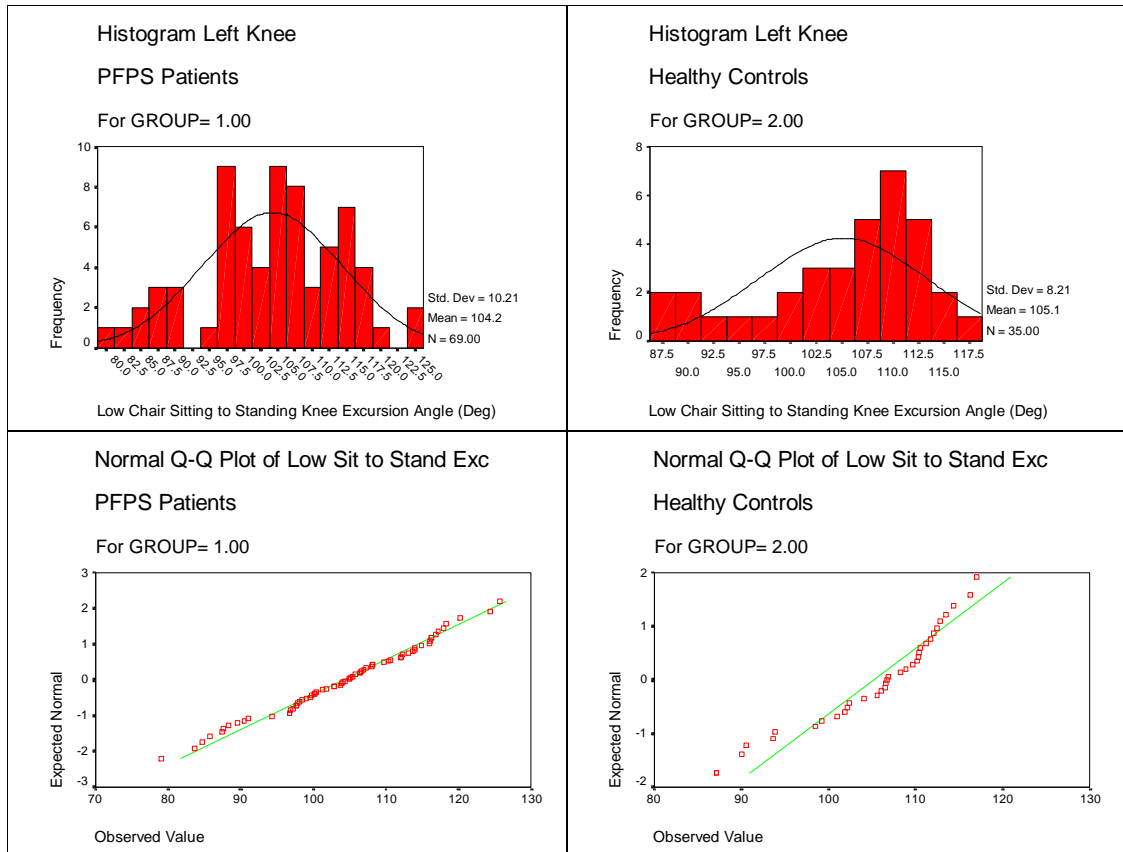 Histogram Left Knee
PFPS Patients
For GROUP= 1.00
10
8
6
4
2
0
Frequency
Std. Dev = 10.21
Mean = 104.2
N = 69.00
80.0
82.5
85.0
87.5
90.0
92.5
95.0
97.5
100.0
102.5
105.0
107.5
110.0
112.5
115.0
117.5
120.0
122.5
125.0
Low Chair Sitting to Standing Knee Excursion Angle (Deg)
Histogram Left Knee
Healthy Controls
For GROUP= 2.00
8
6
4
2
0
Frequency
Std. Dev = 8.21
Mean = 105.1
N = 35.00
87.5 92.5 97.5 102.5 107.5 112.5 117.5
90.0 95.0 100.0 105.0 110.0 115.0
Low Chair Sitting to Standing Knee Excursion Angle (Deg)
Normal Q-Q Plot of Low Sit to Stand Exc
PFPS Patients
For GROUP= 1.00
3
2
1
0
-1
-2
-3
Expected Normal
70 80 90 100 110 120 130
Observed Value
Normal Q-Q Plot of Low Sit to Stand Exc
Healthy Controls
For GROUP= 2.00
2
1
0
-1
-2
Expected Normal
80 90 100 110 120 130
Observed Value